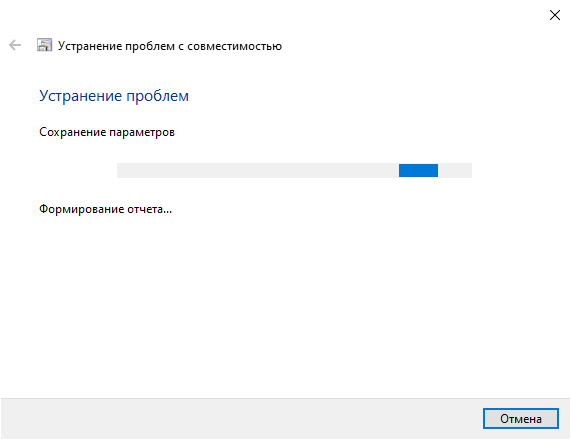 Устранение проблем с совместимостью
Устранение проблем
Сохранение параметров
Формирование отчета...
Отмена